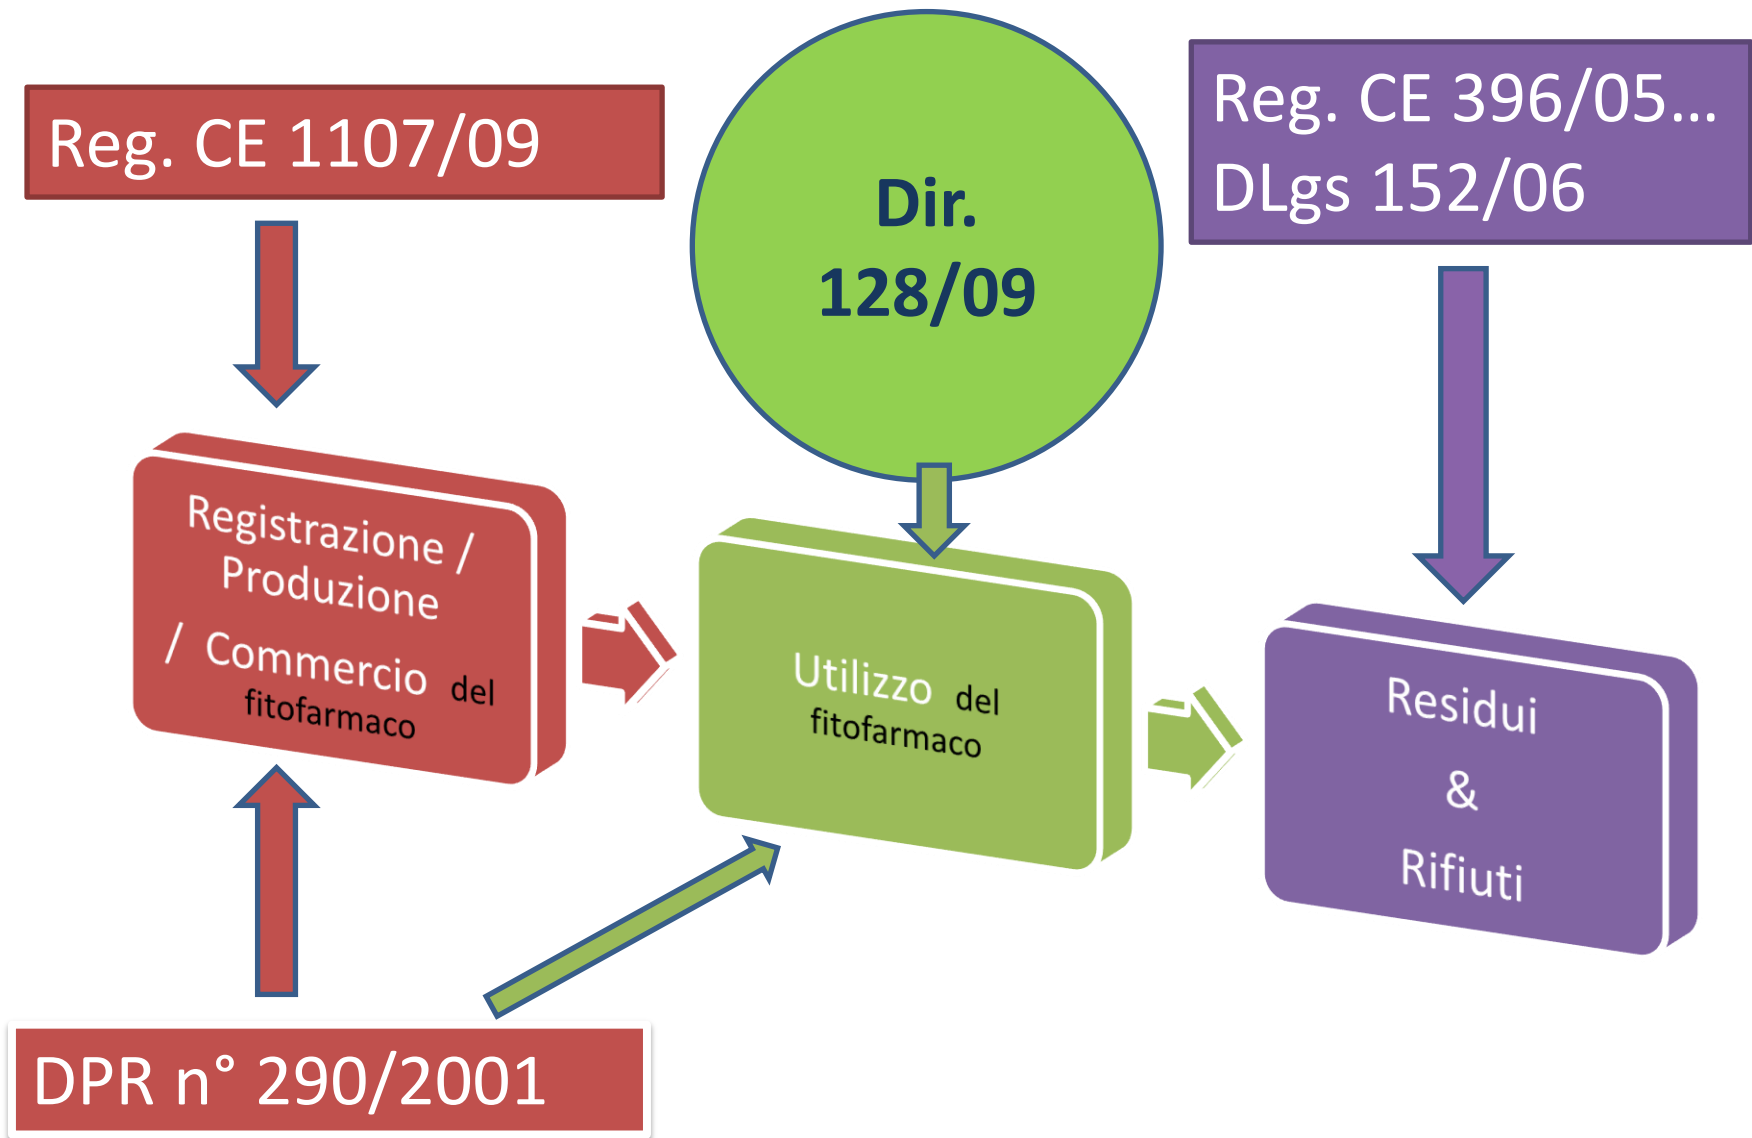 Reg. CE 1107/09
Dir.
128/09
Reg. CE 396/05...
DLgs 152/06
Registrazione /
Produzione
/ Commercio del
fitofarmaco
Utilizzo del
fitofarmaco
Residui
&
Rifiuti
DPR n° 290/2001